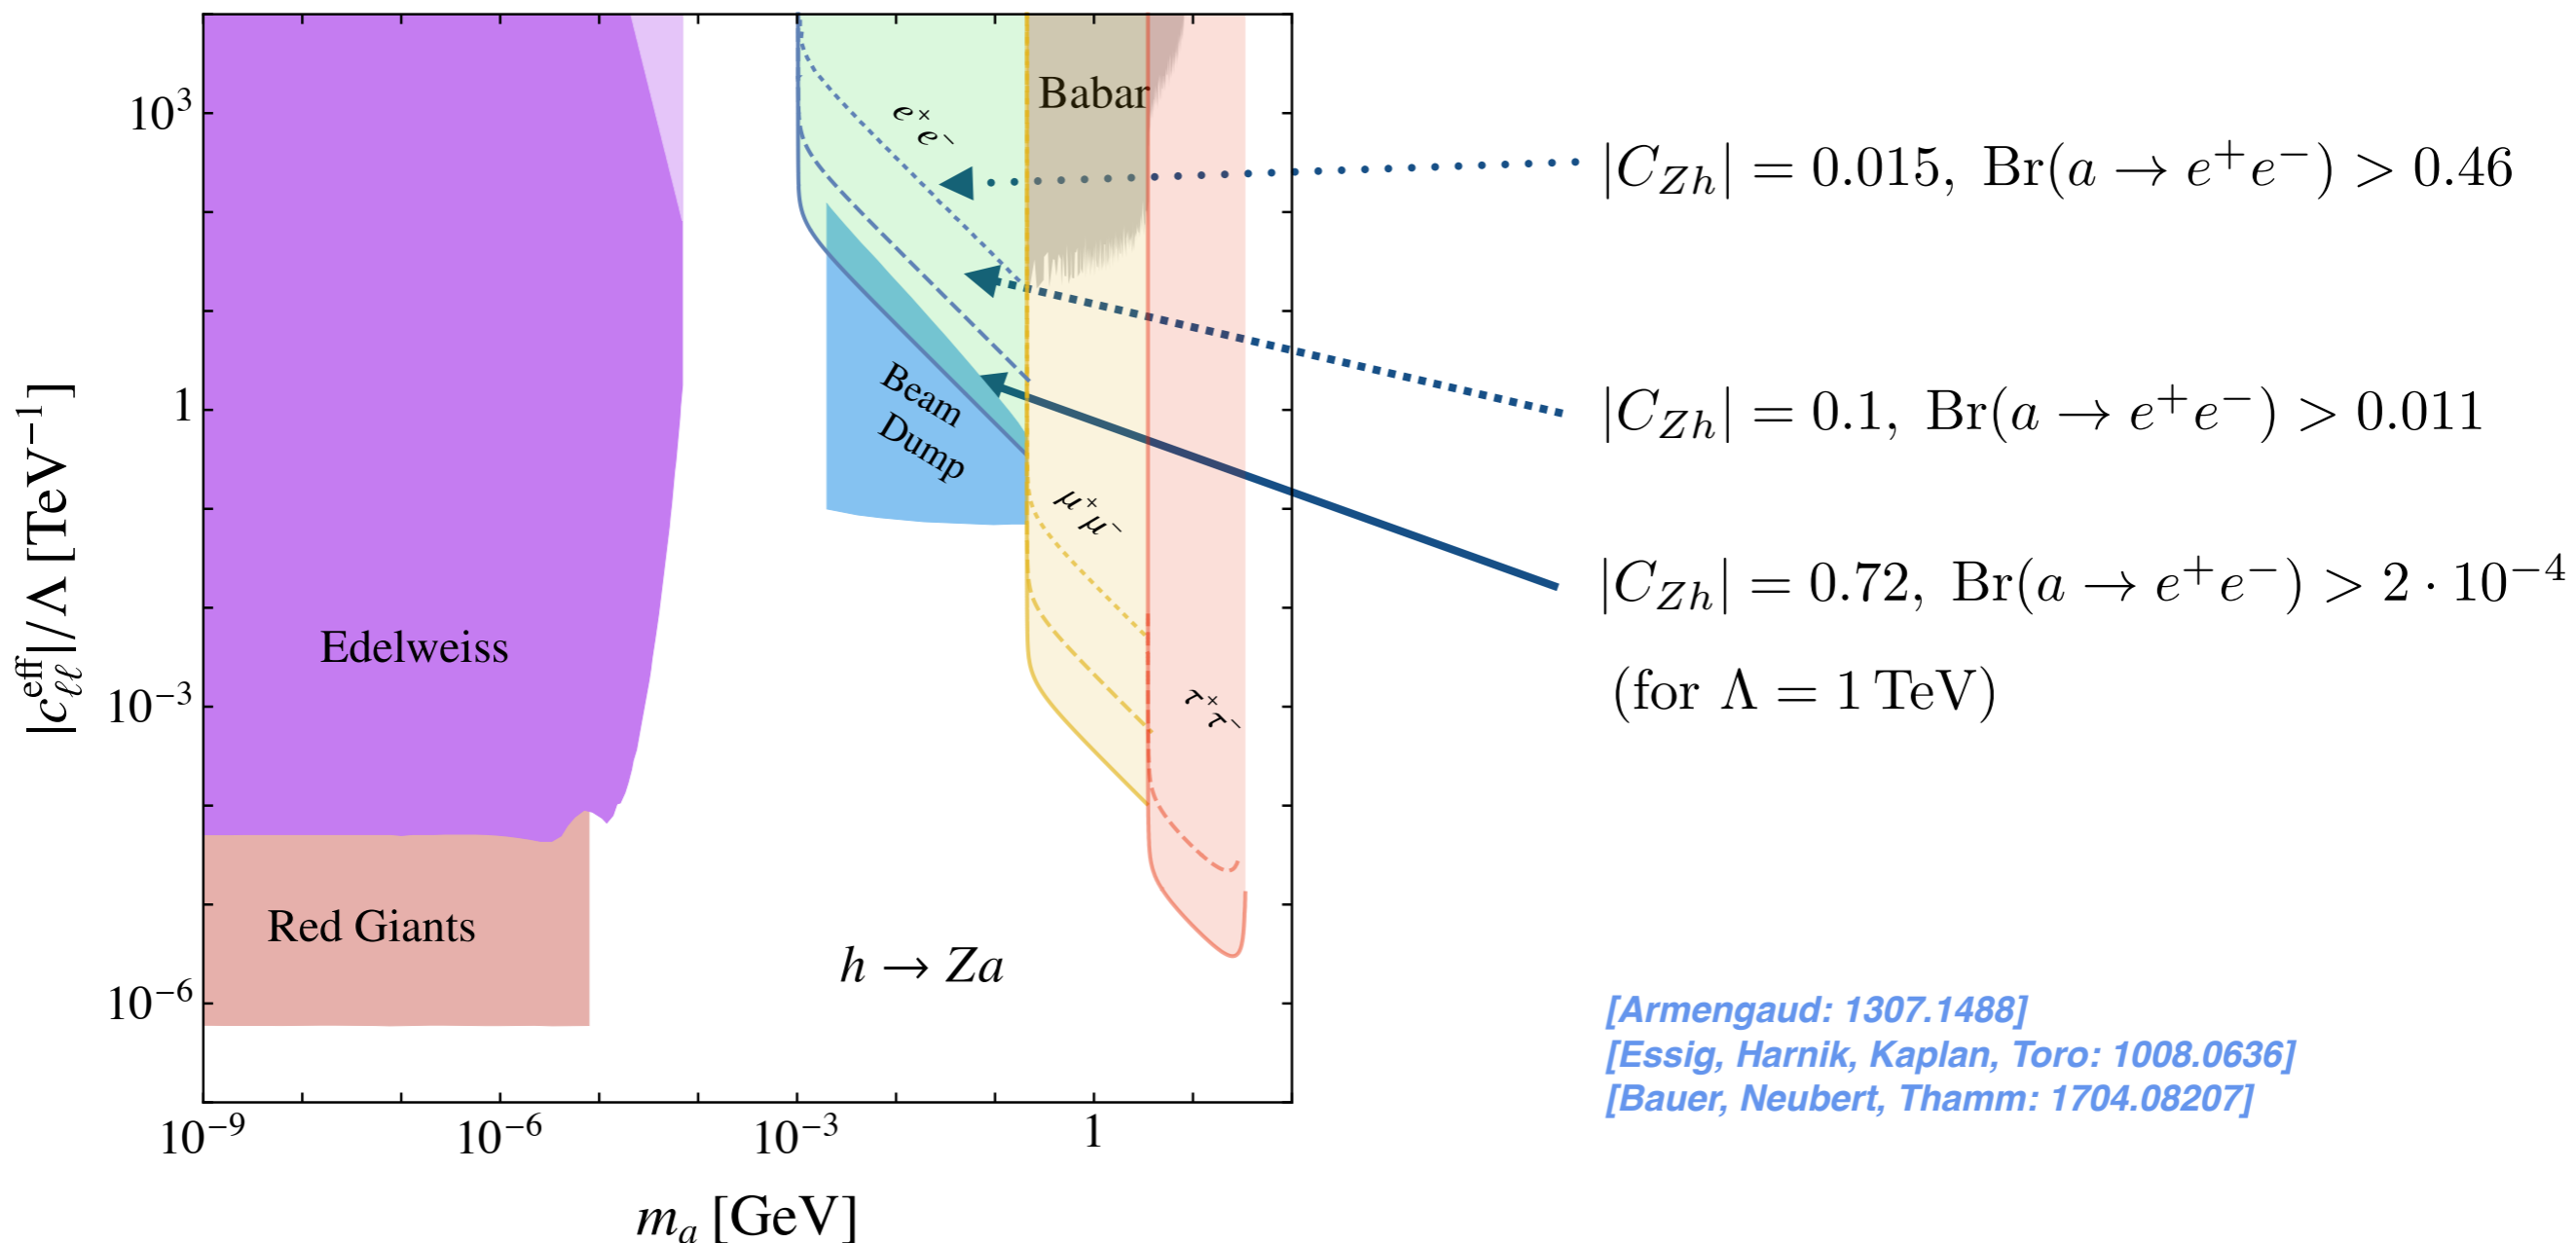 10³
1
10⁻³
10⁻⁶
|c_{ℓℓ}^{eff}|/Λ [TeV⁻¹]
Edelweiss
Red Giants
Beam
Dump
Babar
e⁺e⁻
μ⁺μ⁻
τ⁺τ⁻
h → Za
10⁻⁹
10⁻⁶
10⁻³
1
m_a [GeV]
|C_{Zh}| = 0.015, Br(a → e⁺e⁻) > 0.46
|C_{Zh}| = 0.1, Br(a → e⁺e⁻) > 0.011
|C_{Zh}| = 0.72, Br(a → e⁺e⁻) > 2 · 10⁻⁴
(for Λ = 1 TeV)
[Armengaud: 1307.1488]
[Essig, Harnik, Kaplan, Toro: 1008.0636]
[Bauer, Neubert, Thamm: 1704.08207]